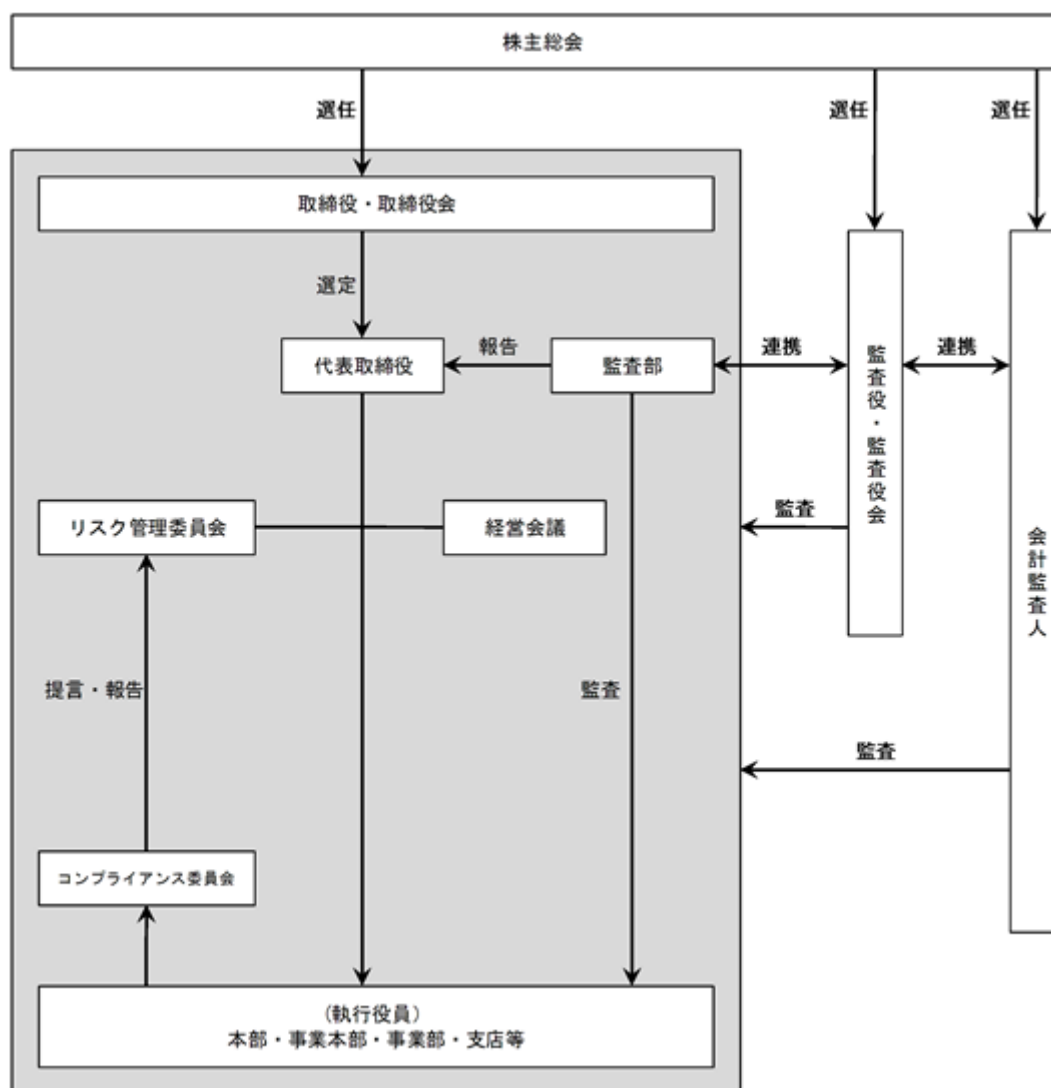 株主総会
選任
選任
選任
取締役・取締役会
選定
代表取締役
報告
監査部
連携
監査役・監査役会
連携
リスク管理委員会
経営会議
監査
会計監査人
提言・報告
監査
監査
コンプライアンス委員会
(執行役員)
本部・事業本部・事業部・支店等